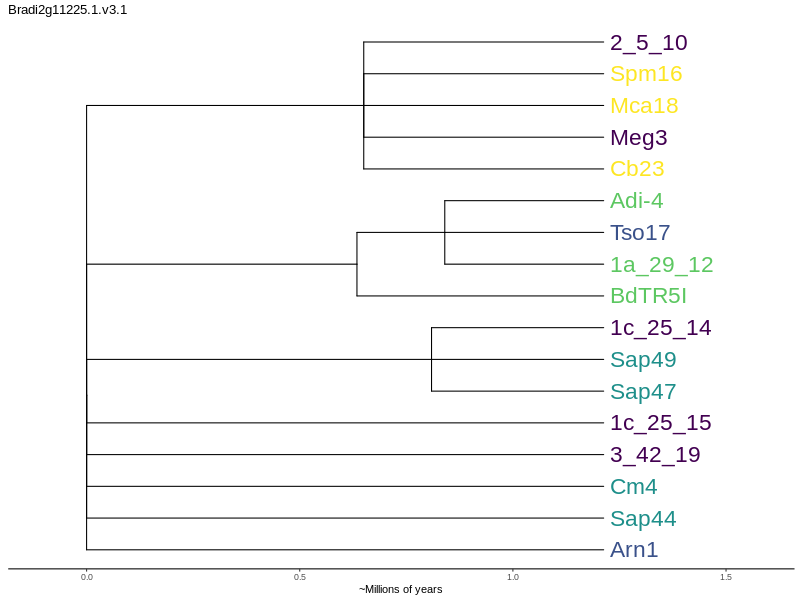 Bradi2g11225.1.v3.1
2_5_10
Spm16
Mca18
Meg3
Cb23
Adi-4
Tso17
1a_29_12
BdTR5I
1c_25_14
Sap49
Sap47
1c_25_15
3_42_19
Cm4
Sap44
Arn1
0.0 0.5 1.0 1.5
~Millions of years